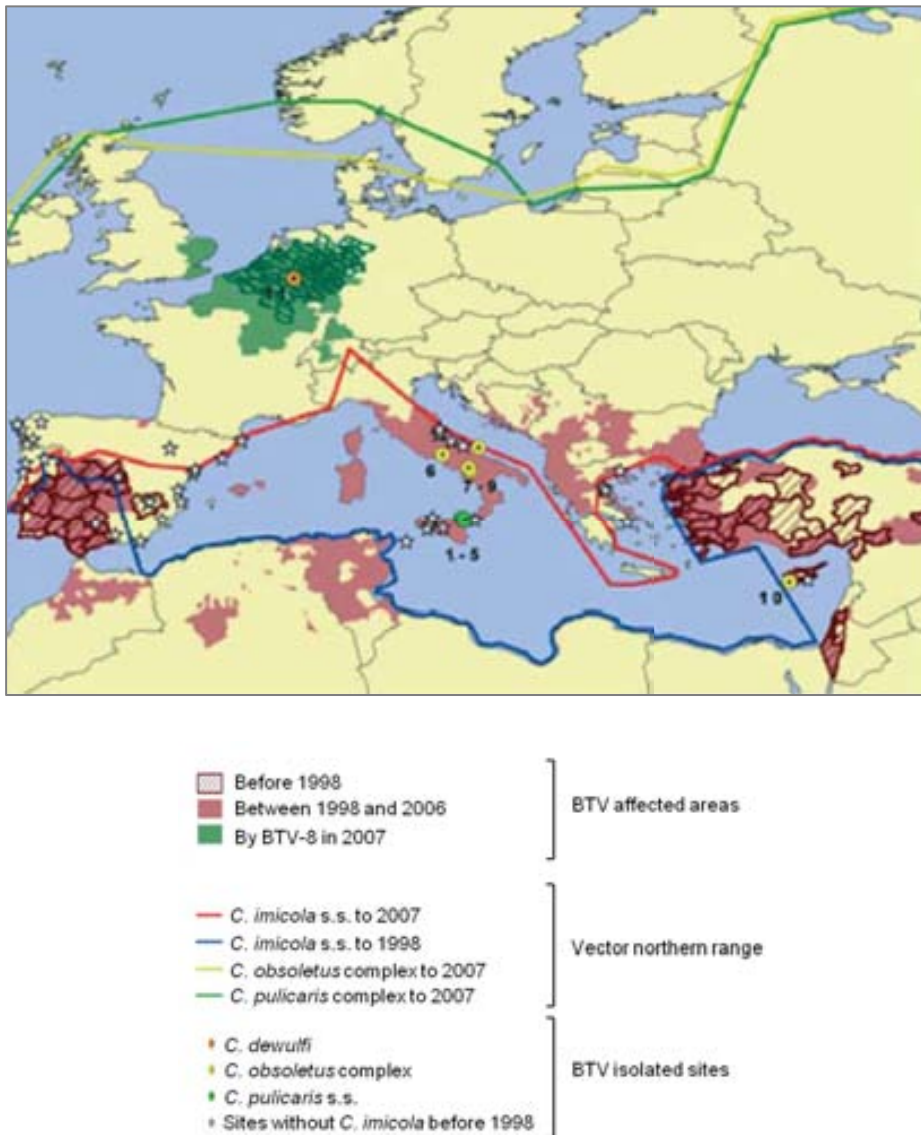 6
7 - 9
1 - 5
1 0
Before 1998
Between 1998 and 2006
By BTV-8 in 2007
BTV affected areas
C. imicola s.s. to 2007
C. imicola s.s. to 1998
C. obsoletus complex to 2007
C. pulicaris complex to 2007
Vector northern range
C. dewulfi
C. obsoletus complex
C. pulicaris s.s.
Sites without C. imicola before 1998
BTV isolated sites